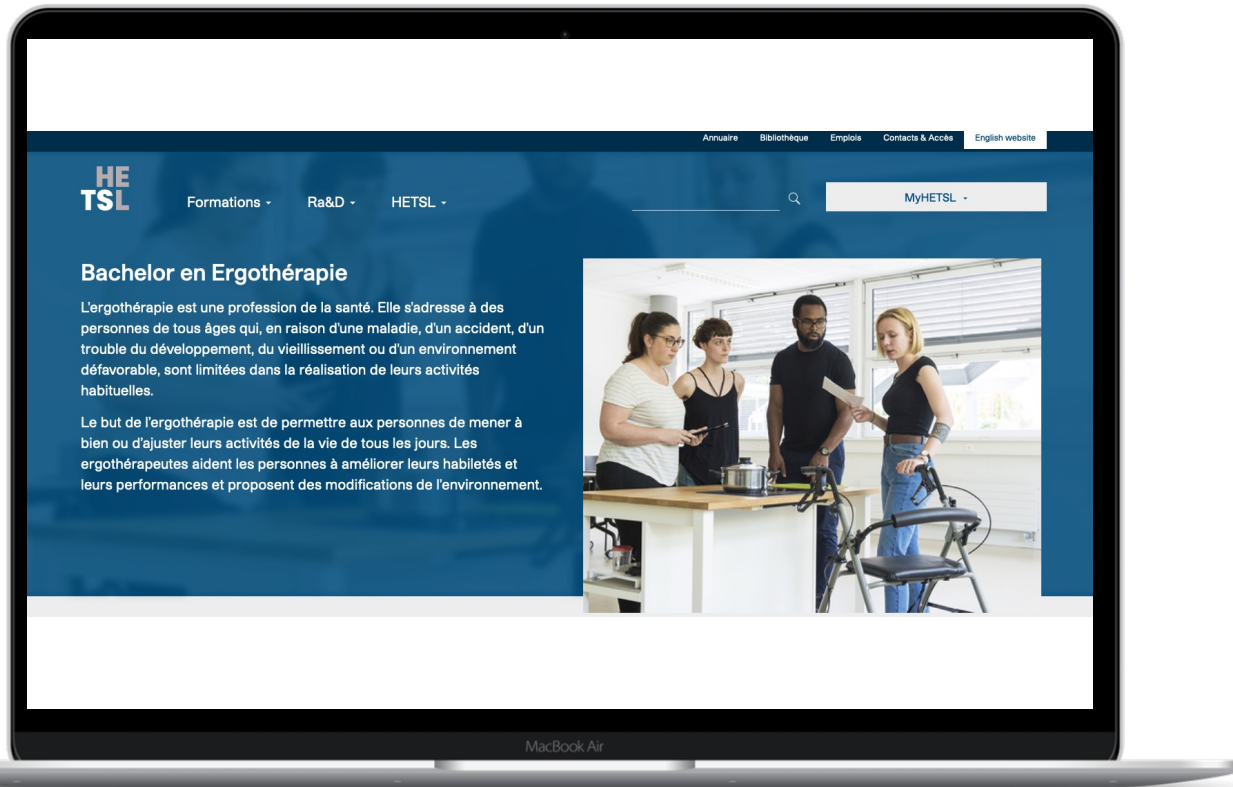 Annuaire Bibliothèque Emplois Contacts & Accès English website
HE
TSL
Formations Ra&D HETSL
MyHETSL
Bachelor en Ergothérapie
L'ergothérapie est une profession de la santé. Elle s'adresse à des
personnes de tous âges qui, en raison d'une maladie, d'un accident, d'un
trouble du développement, du vieillissement ou d'un environnement
défavorable, sont limitées dans la réalisation de leurs activités
habituelles.
Le but de l'ergothérapie est de permettre aux personnes de mener à
bien ou d'ajuster leurs activités de la vie de tous les jours. Les
ergothérapeutes aident les personnes à améliorer leurs habiletés et
leurs performances et proposent des modifications de l'environnement.
MacBook Air